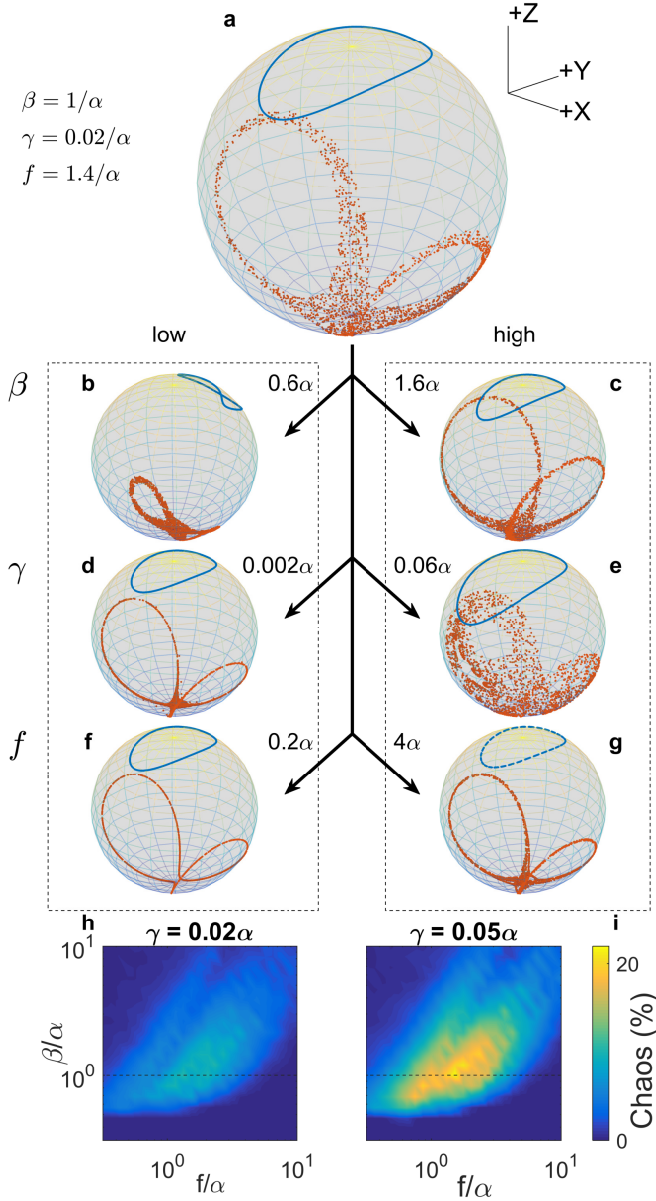 a
+Z
+Y
+X
β = 1/α
γ = 0.02/α
f = 1.4/α
low
high
β
b
0.6α
1.6α
c
γ
d
0.002α
0.06α
e
f
f
0.2α
4α
g
h
γ = 0.02α
γ = 0.05α
i
10¹
10⁰
β/α
10⁰
10¹
f/α
10⁰
10¹
f/α
20
0
Chaos (%)